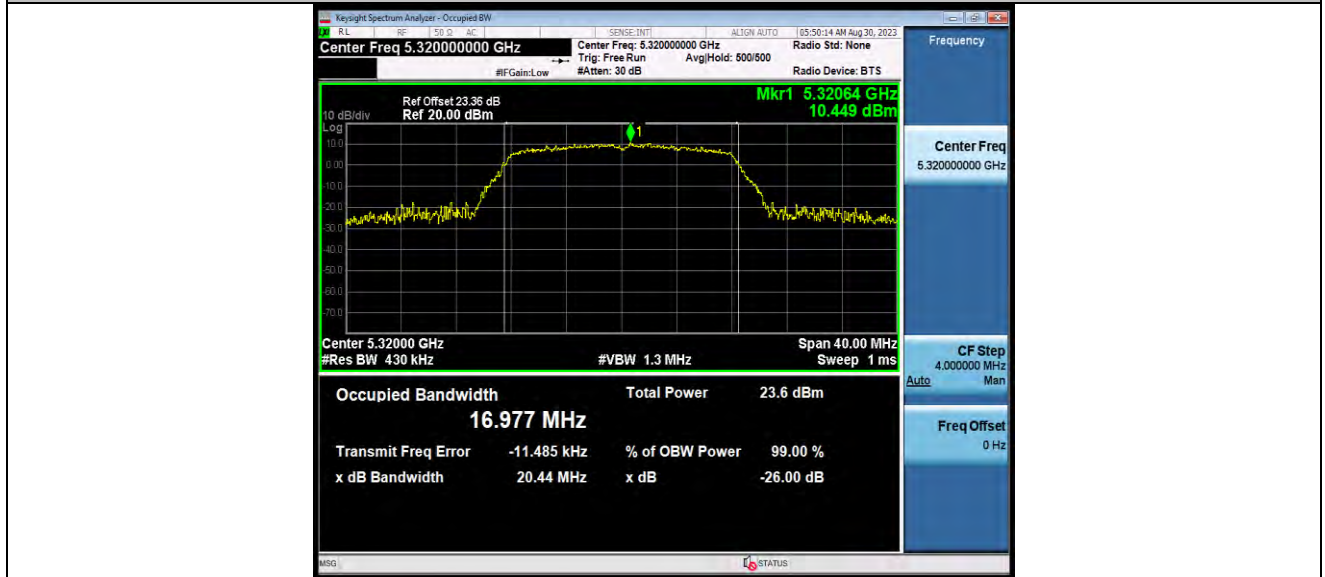 Keysight Spectrum Analyzer - Occupied BW
RL RF 50 Ω AC SENSE:INT ALIGN AUTO 05:50:14 AM Aug 30, 2023
Center Freq 5.320000000 GHz
Center Freq: 5.320000000 GHz Radio Std: None
Trig: Free Run Avg|Hold: 500/500
#IFGain:Low #Atten: 30 dB Radio Device: BTS
Frequency
Mkr1 5.32064 GHz
10.449 dBm
Ref Offset 23.36 dB
10 dB/div Ref 20.00 dBm
Log
10.0
0.00
-10.0
-20.0
-30.0
-40.0
-50.0
-60.0
-70.0
1
Center 5.32000 GHz Span 40.00 MHz
#Res BW 430 kHz #VBW 1.3 MHz Sweep 1 ms
Occupied Bandwidth Total Power 23.6 dBm
16.977 MHz
Transmit Freq Error -11.485 kHz % of OBW Power 99.00 %
x dB Bandwidth 20.44 MHz x dB -26.00 dB
Center Freq
5.320000000 GHz
CF Step
4.000000 MHz
Auto Man
Freq Offset
0 Hz
MSG STATUS